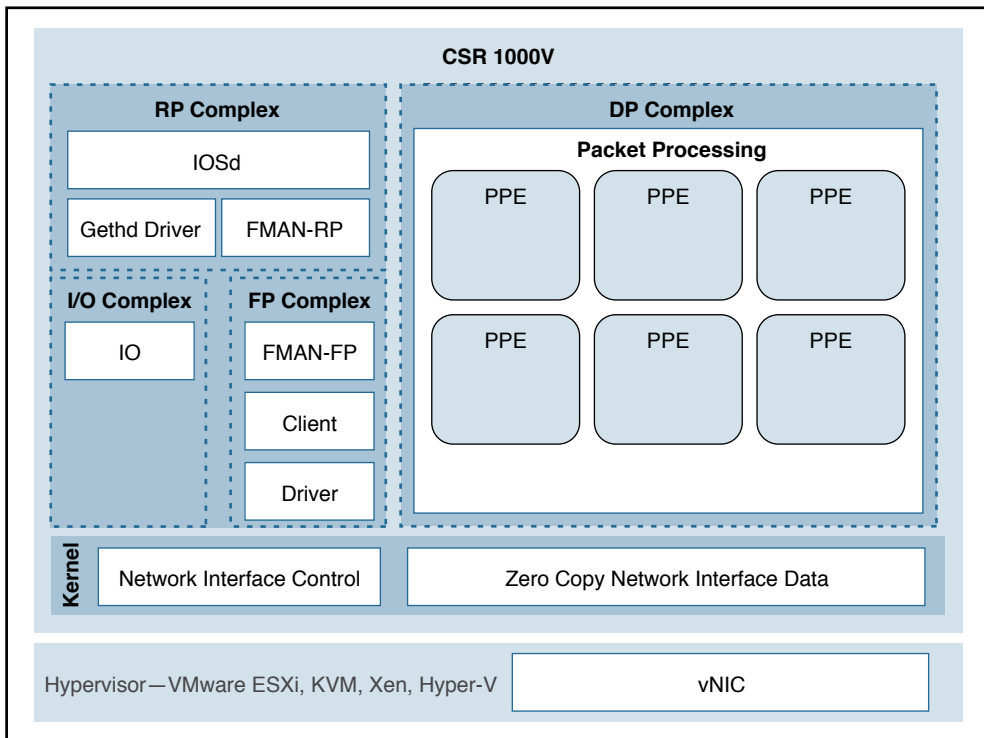 CSR 1000V
RP Complex
IOSd
Gethd Driver
FMAN-RP
I/O Complex
IO
FP Complex
FMAN-FP
Client
Driver
DP Complex
Packet Processing
PPE
PPE
PPE
PPE
PPE
PPE
Kernel
Network Interface Control
Zero Copy Network Interface Data
Hypervisor—VMware ESXi, KVM, Xen, Hyper-V
vNIC